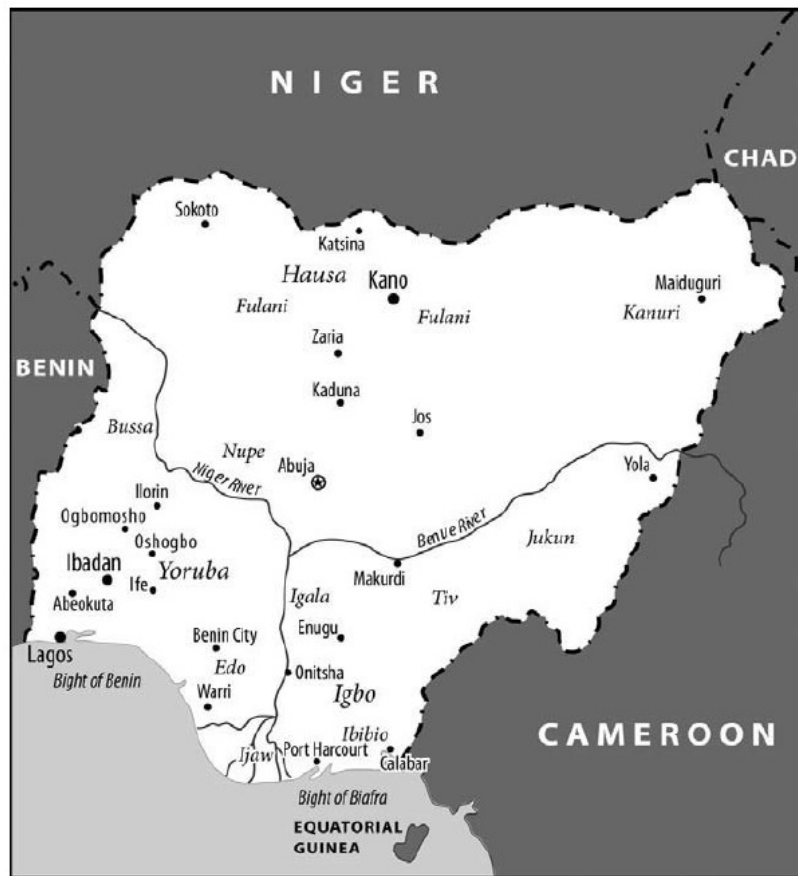 NIGER
CHAD
Sokoto
Katsina
Hausa
Kano
Maiduguri
Fulani
Fulani
Kanuri
Zaria
BENIN
Kaduna
Jos
Bussa
Nupe
Abuja
Niger River
Yola
Ilorin
Ogbomosho
Benue River
Oshogbo
Jukun
Ibadan
Yoruba
Makurdi
Ife
Abeokuta
Igala
Tiv
Enugu
Benin City
Lagos
Edo
Onitsha
Bight of Benin
Warri
Igbo
CAMEROON
Ibibio
Ijaw
Port Harcourt
Calabar
Bight of Biafra
EQUATORIAL
GUINEA